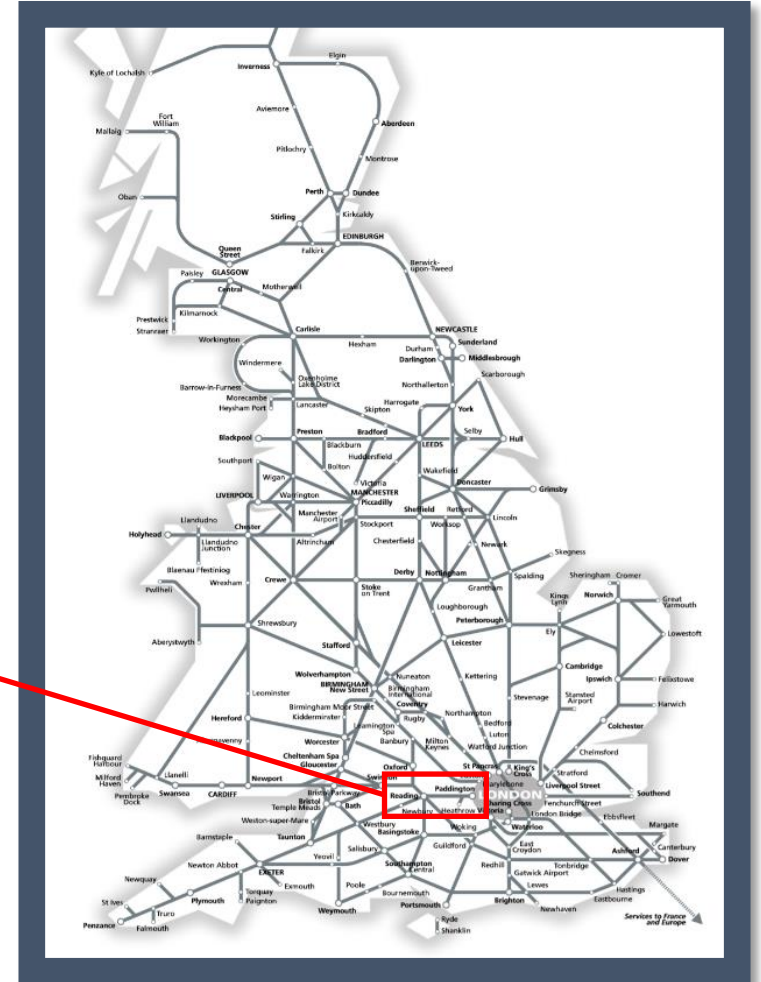 Elgin
Inverness
Kyle of Lochalsh
Aviemore
Fort
William
Mallaig
Aberdeen
Pitlochry
Montrose
Perth
Dundee
Oban
Stirling
Kirkcaldy
EDINBURGH
Queen
Street
Falkirk
Berwick-
upon-Tweed
Paisley
GLASGOW
Central
Motherwell
Prestwick
Kilmarnock
Stranraer
Carlisle
NEWCASTLE
Sunderland
Workington
Hexham
Durham
Darlington
Middlesbrough
Windermere
Scarborough
Oxenholme
Lake District
Barrow-in-Furness
Northallerton
Morecambe
Heysham Port
Lancaster
Harrogate
Skipton
York
Blackpool
Preston
Bradford
LEEDS
Selby
Hull
Blackburn
Huddersfield
Southport
Bolton
Wakefield
Wigan
Victoria
Doncaster
MANCHESTER
LIVERPOOL
Warrington
Piccadilly
Grimsby
Manchester
Airport
Sheffield
Retford
Llandudno
Stockport
Worksop
Lincoln
Holyhead
Chester
Llandudno
Junction
Altrincham
Chesterfield
Newark
Skegness
Blaenau Ffestiniog
Derby
Nottingham
Wrexham
Crewe
Stoke
on Trent
Grantham
Spalding
Sheringham
Cromer
Pwllheli
Kings
Lynn
Norwich
Great
Yarmouth
Loughborough
Peterborough
Shrewsbury
Ely
Lowestoft
Aberystwyth
Stafford
Leicester
Cambridge
Wolverhampton
BIRMINGHAM
New Street
Nuneaton
Kettering
Ipswich
Felixstowe
Birmingham
International
Leominster
Stevenage
Stansted
Airport
Harwich
Birmingham Moor Street
Coventry
Kidderminster
Rugby
Northampton
Hereford
Leamington
Spa
Bedford
Colchester
Worcester
Banbury
Milton
Keynes
Luton
Watford Junction
Chelmsford
Fishguard
Harbour
Cheltenham Spa
Gloucester
Oxford
St Pancras
King's
Cross
Stratford
Milford
Haven
Llanelli
Newport
Reading
Paddington
Marylebone
Liverpool Street
Pembroke
Dock
Swansea
CARDIFF
Bristol Parkway
LONDON
Southend
Bristol
Temple Meads
Bath
Newbury
Heathrow
Victoria
Charing Cross
Fenchurch Street
London Bridge
Ebbsfleet
Weston-super-Mare
Westbury
Basingstoke
Woking
Waterloo
Margate
Barnstaple
Taunton
Salisbury
Guildford
East
Croydon
Canterbury
Ashford
Dover
Newton Abbot
Yeovil
Southampton
Central
Redhill
Tonbridge
Gatwick Airport
EXETER
Newquay
Exmouth
Poole
Lewes
Hastings
Torquay
Paignton
Bournemouth
Eastbourne
St Ives
Plymouth
Weymouth
Portsmouth
Brighton
Newhaven
Truro
Penzance
Falmouth
Ryde
Shanklin
Services to France
and Europe